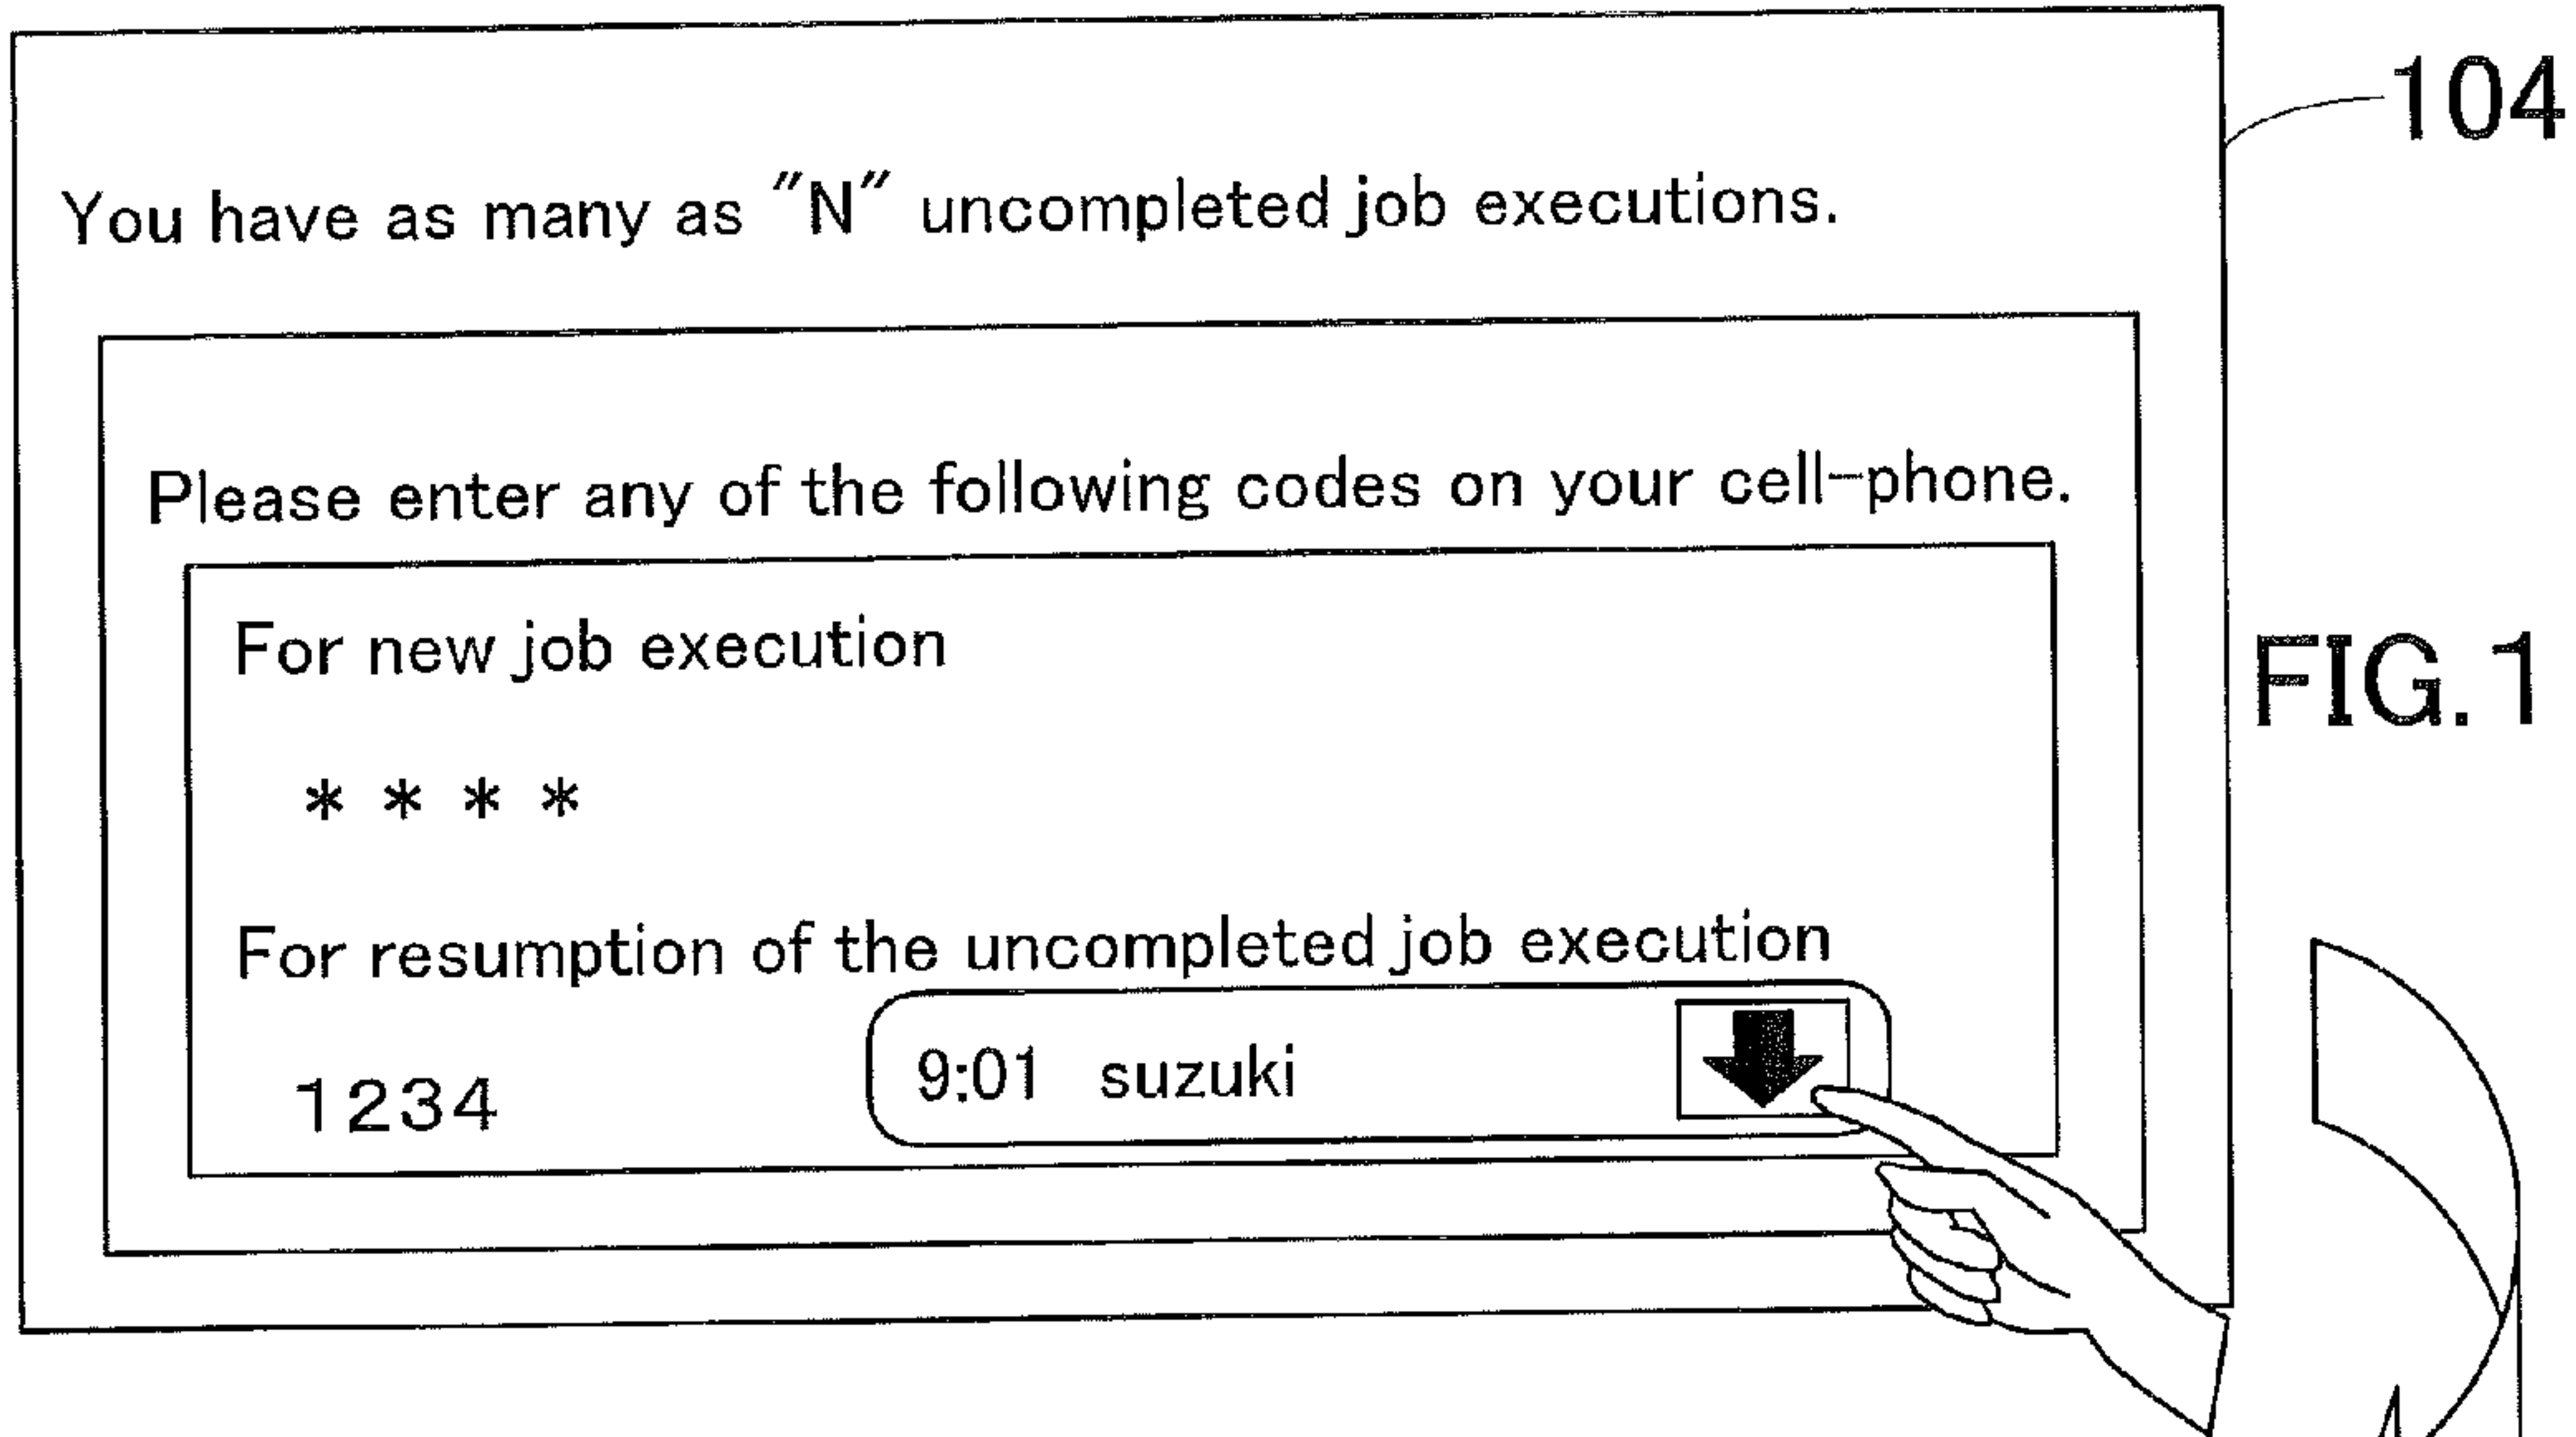 104
You have as many as "N" uncompleted job executions.
Please enter any of the following codes on your cell-phone.
For new job execution
FIG. 1
* * * *
For resumption of the uncompleted job execution
1234 9:01 suzuki